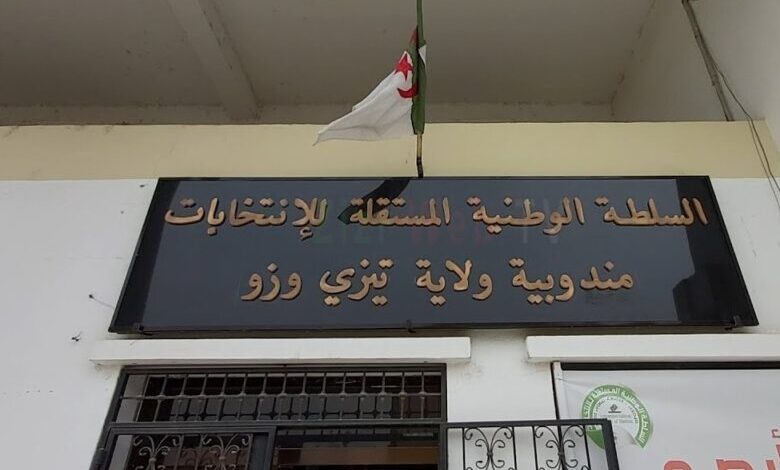 السلطة الوطنية المستقلة للإنتخابات
مندوبية ولاية تيزي وزو